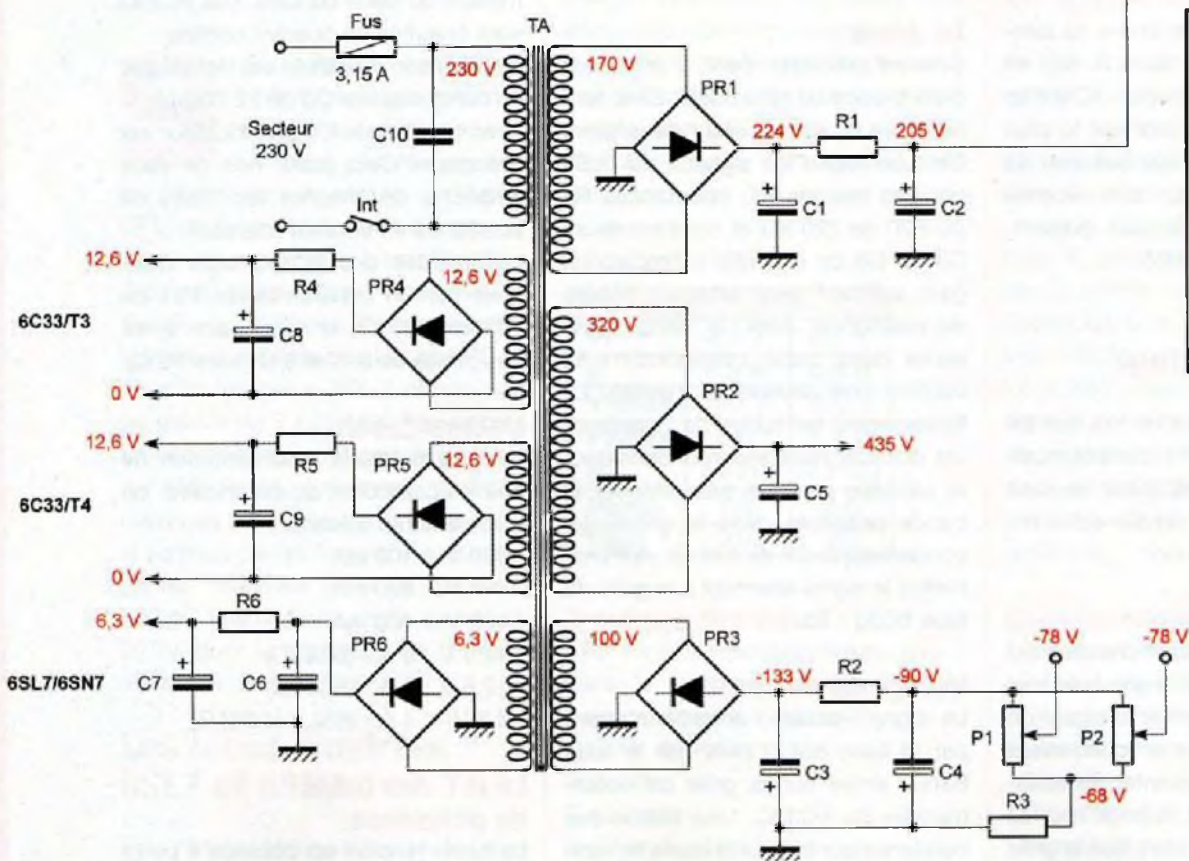 Fus
3,15 A
TA
230 V
170 V
PR1
R1
224 V
205 V
Secteur
230 V
C10
+
C1
+
C2
Int
12,6 V
R4
PR4
12,6 V
6C33/T3
+
C8
0 V
320 V
PR2
435 V
+
C5
12,6 V
R5
PR5
12,6 V
6C33/T4
+
C9
0 V
6,3 V
R6
PR6
6,3 V
6SL7/6SN7
C7
+
C6
+
100 V
PR3
-133 V
R2
-90 V
-78 V
-78 V
P1
P2
C3
+
C4
+
-68 V
R3